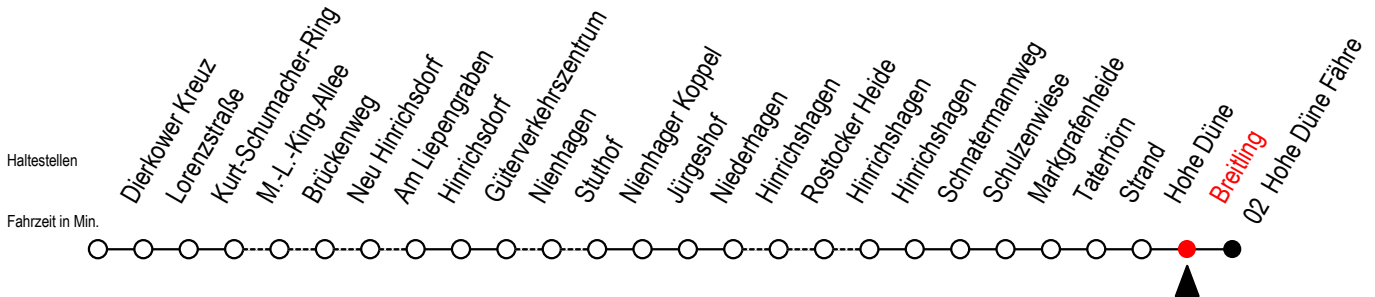 Haltestellen
Dierkower Kreuz
Lorenzstraße
Kurt-Schumacher-Ring
M.-L.-King-Allee
Brückenweg
Neu Hinrichsdorf
Am Liepengraben
Hinrichsdorf
Güterverkehrszentrum
Nienhagen
Stuthof
Nienhager Koppel
Jürgeshof
Niederhagen
Hinrichshagen
Rostocker Heide
Hinrichshagen
Hinrichshagen
Schnatermannweg
Schulzenwiese
Markgrafenheide
Taterhörn
Strand
Hohe Düne
Breitling
02 Hohe Düne Fähre
Fahrzeit in Min.